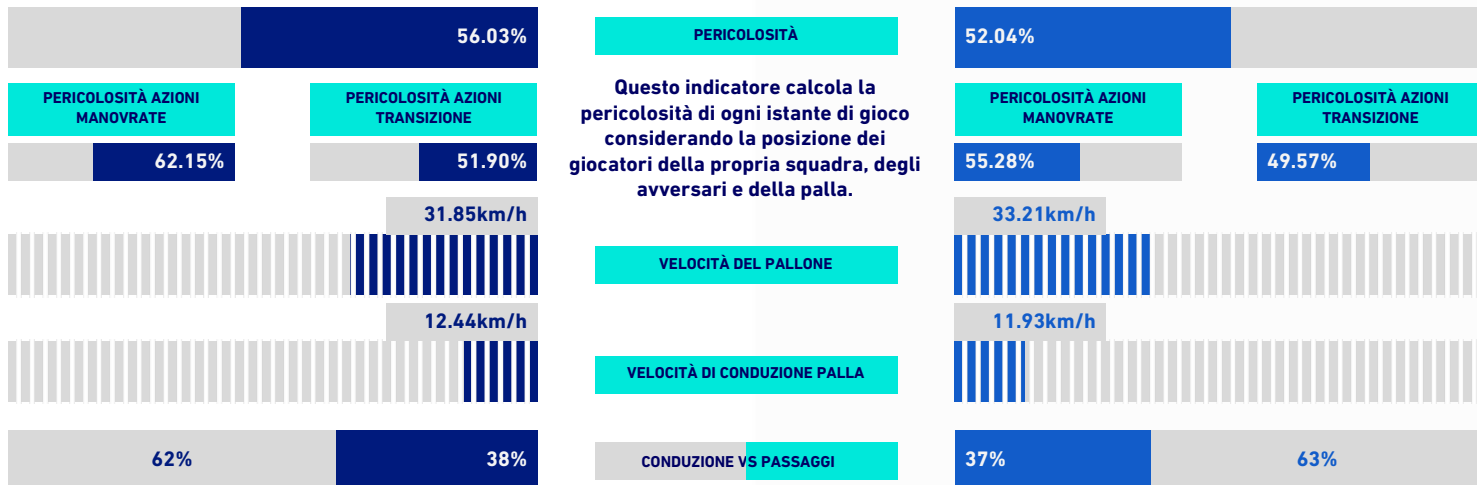 56.03%
PERICOLOSITÀ
52.04%
PERICOLOSITÀ AZIONI
MANOVRATE
PERICOLOSITÀ AZIONI
TRANSIZIONE
62.15%
51.90%
Questo indicatore calcola la
pericolosità di ogni istante di gioco
considerando la posizione dei
giocatori della propria squadra, degli
avversari e della palla.
PERICOLOSITÀ AZIONI
MANOVRATE
PERICOLOSITÀ AZIONI
TRANSIZIONE
55.28%
49.57%
31.85km/h
VELOCITÀ DEL PALLONE
33.21km/h
12.44km/h
VELOCITÀ DI CONDUZIONE PALLA
11.93km/h
62%
38%
CONDUZIONE VS PASSAGGI
37%
63%